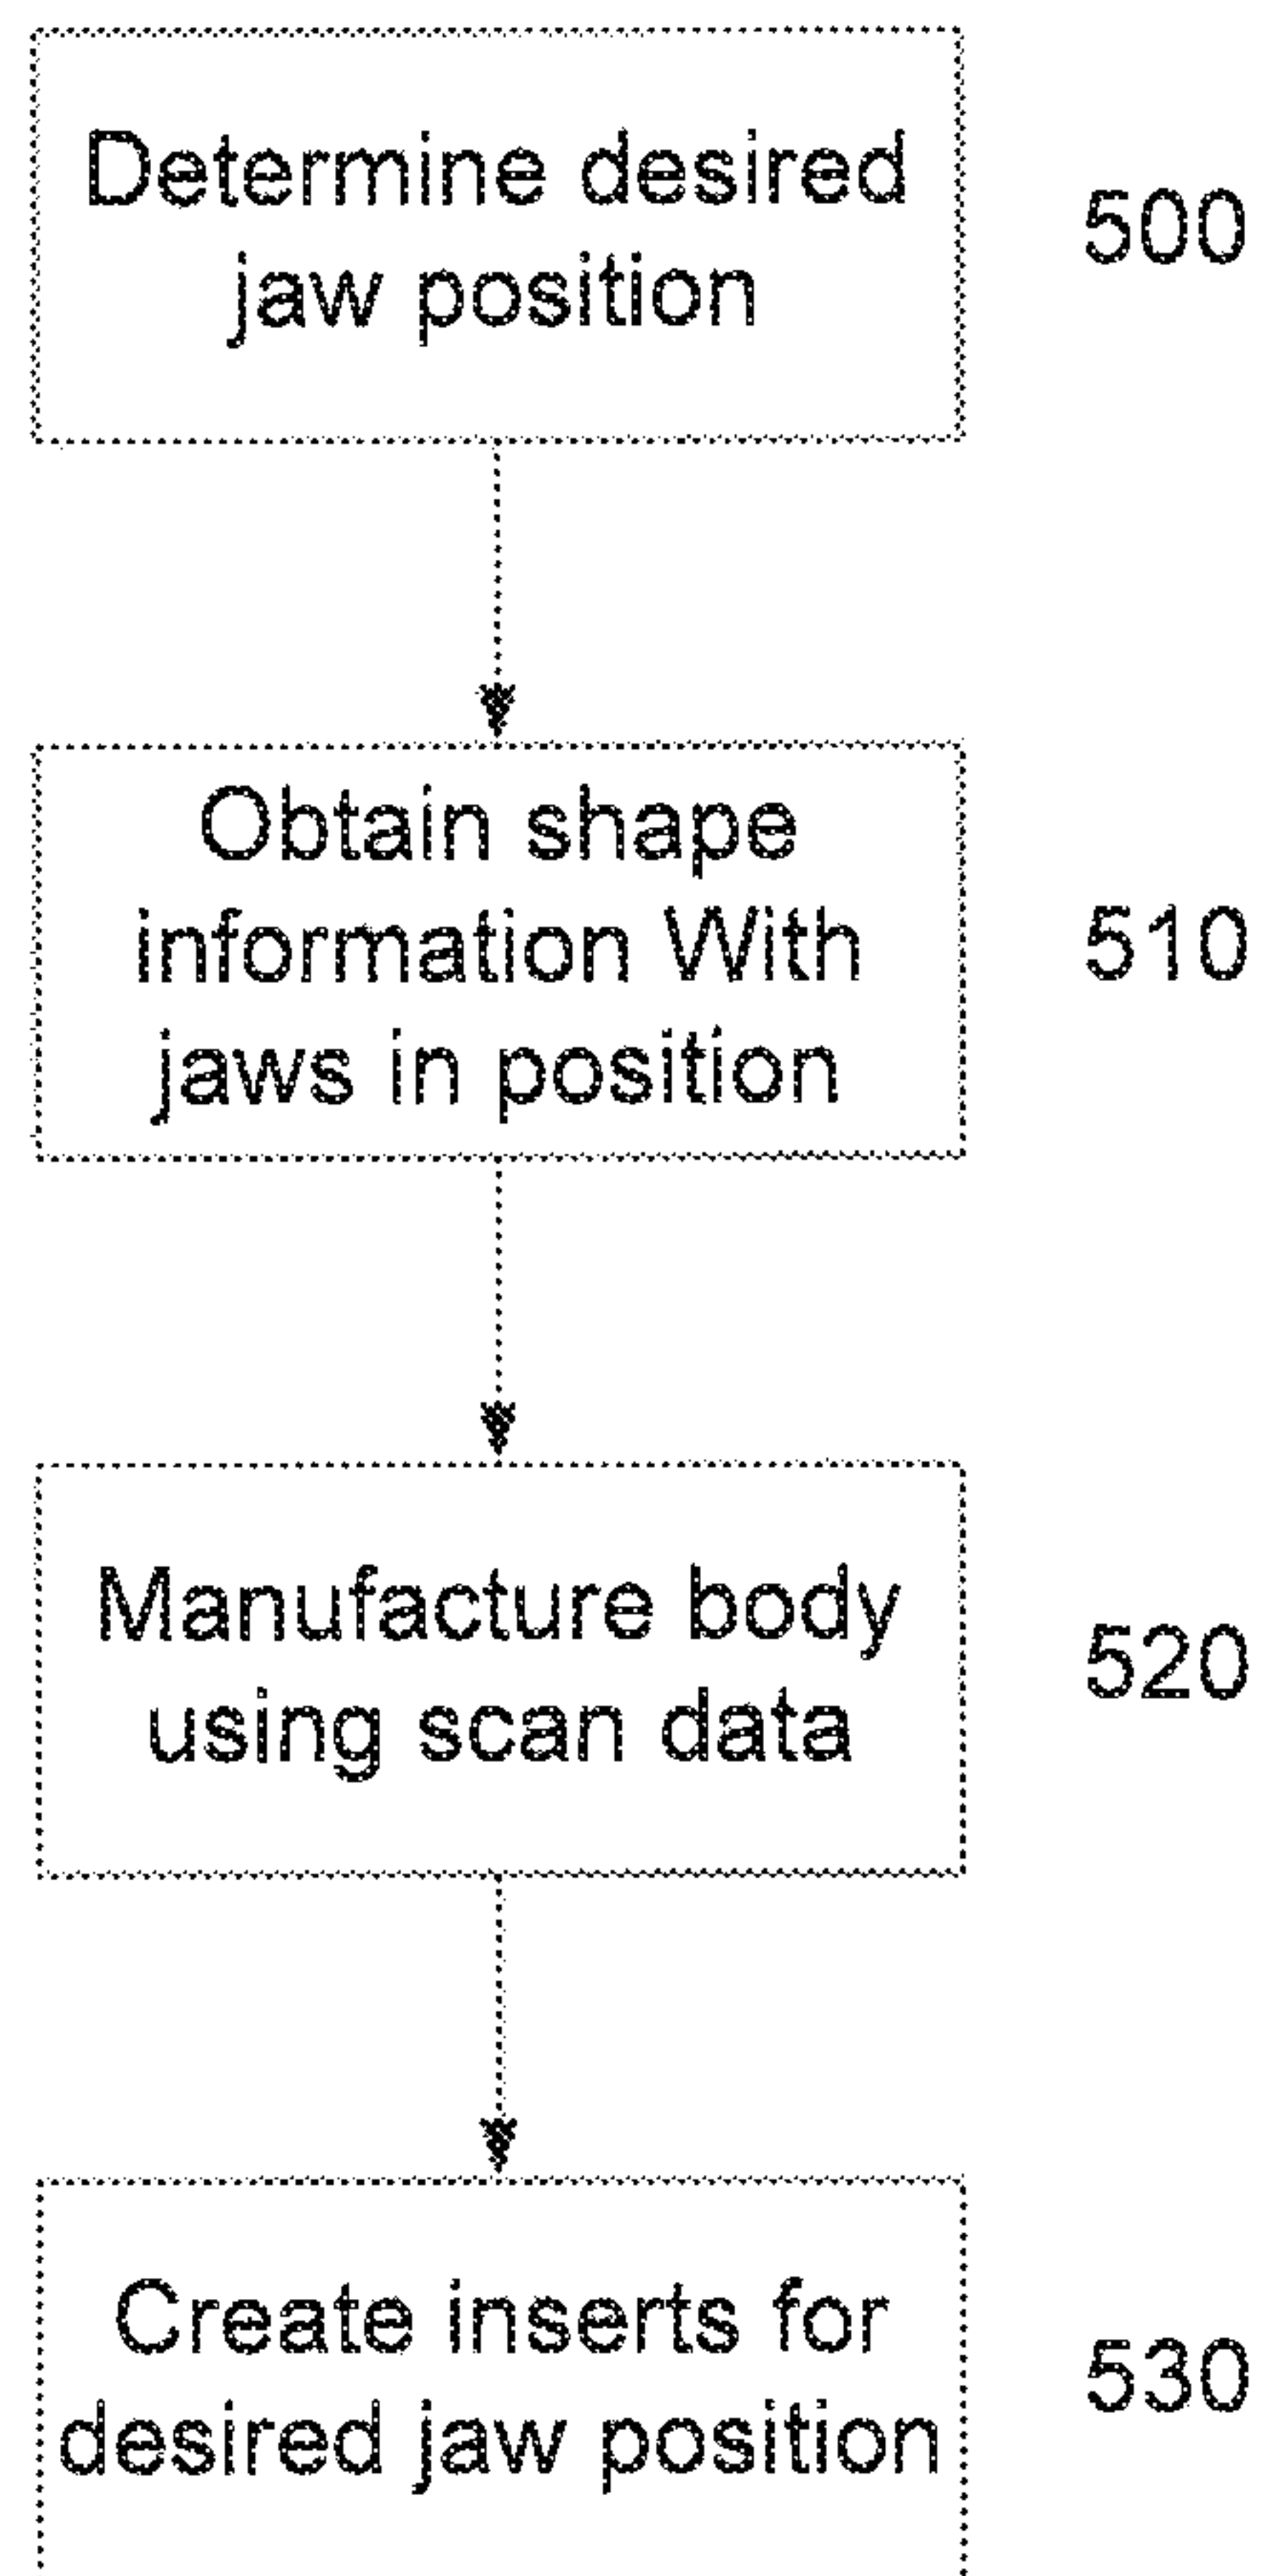 Determine desired
jaw position
500
Obtain shape
information With
jaws in position
510
Manufacture body
using scan data
520
Create inserts for
desired jaw position
530